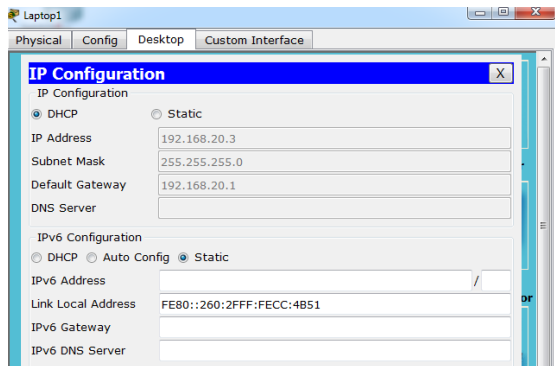 Laptop1
Physical Config Desktop Custom Interface
IP Configuration X
IP Configuration
DHCP Static
IP Address 192.168.20.3
Subnet Mask 255.255.255.0
Default Gateway 192.168.20.1
DNS Server
IPv6 Configuration
DHCP Auto Config Static
IPv6 Address /
Link Local Address FE80::260:2FFF:FECC:4B51
or
IPv6 Gateway
IPv6 DNS Server